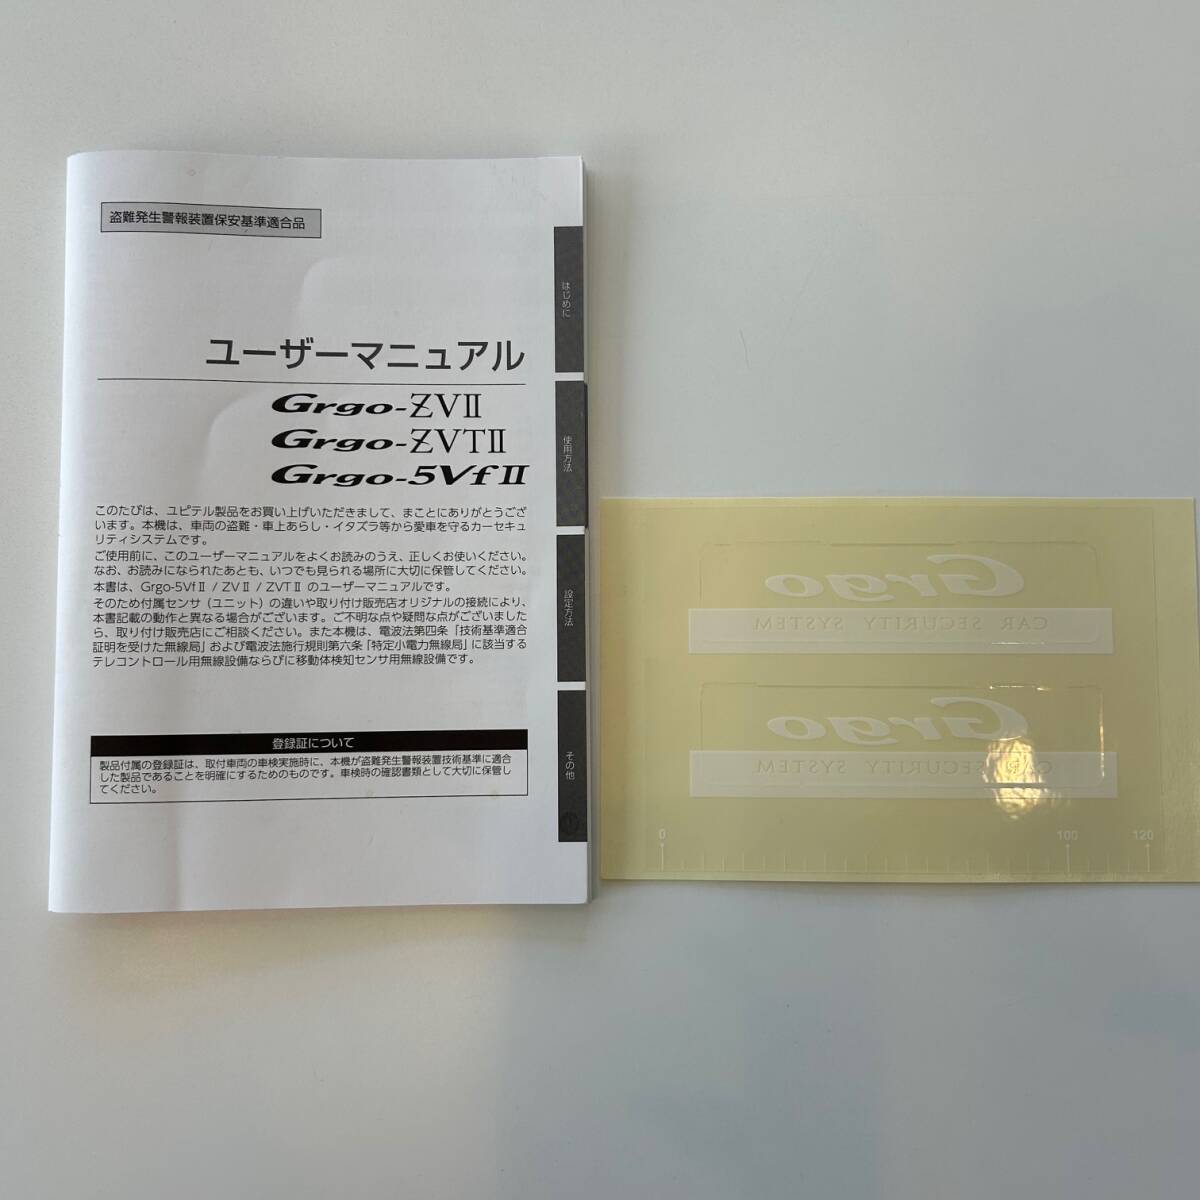 盗難発生警報装置保安基準適合品
ユーザーマニュアル
Grgo-ZVⅡ
Grgo-ZVTⅡ
Grgo-5VfⅡ
このたびは、ユピテル製品をお買い上げいただきまして、まことにありがとうござ
います。本機は、車両の盗難・車上あらし・イタズラ等から愛車を守るカーセキュ
リティシステムです。
ご使用前に、このユーザーマニュアルをよくお読みのうえ、正しくお使いください。
なお、お読みになられたあとも、いつでも見られる場所に大切に保管してください。
本書は、Grgo-5VfⅡ / ZVⅡ / ZVTⅡ のユーザーマニュアルです。
そのため付属センサ（ユニット）の違いや取り付け販売店オリジナルの接続により、
本書記載の動作と異なる場合がございます。ご不明な点や疑問な点がございました
ら、取り付け販売店にご相談ください。また本機は、電波法第四条「技術基準適合
証明を受けた無線局」および電波法施行規則第六条「特定小電力無線局」に該当する
テレコントロール用無線設備ならびに移動体検知センサ用無線設備です。
登録証について
製品付属の登録証は、取付車両の車検実施時に、本機が盗難発生警報装置技術基準に適合
した製品であることを明確にするためのものです。車検時の確認書類として大切に保管し
てください。
はじめに
使用方法
設定方法
その他
Grgo
CAR SECURITY SYSTEM
Grgo
CAR SECURITY SYSTEM
0 100 120